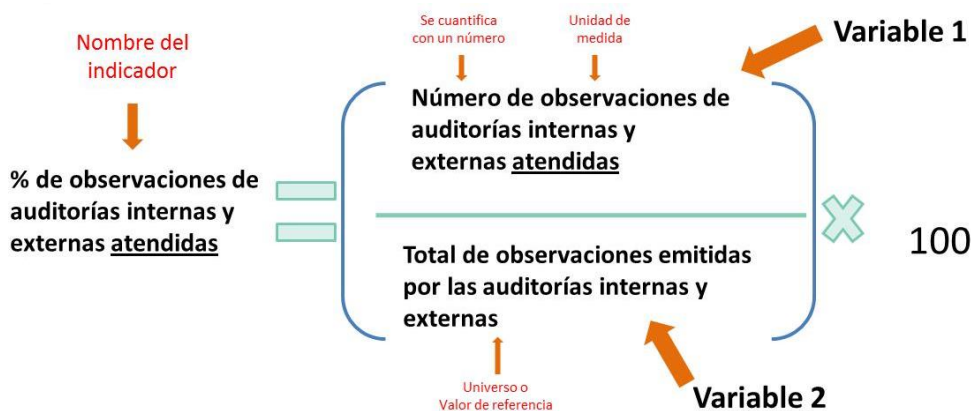 Nombre del
indicador
% de observaciones de
auditorías internas y
externas atendidas
Se cuantifica
con un número
Unidad de
medida
Variable 1
Número de observaciones de
auditorías internas y
externas atendidas
Total de observaciones emitidas
por las auditorías internas y
externas
100
Universo o
Valor de referencia
Variable 2